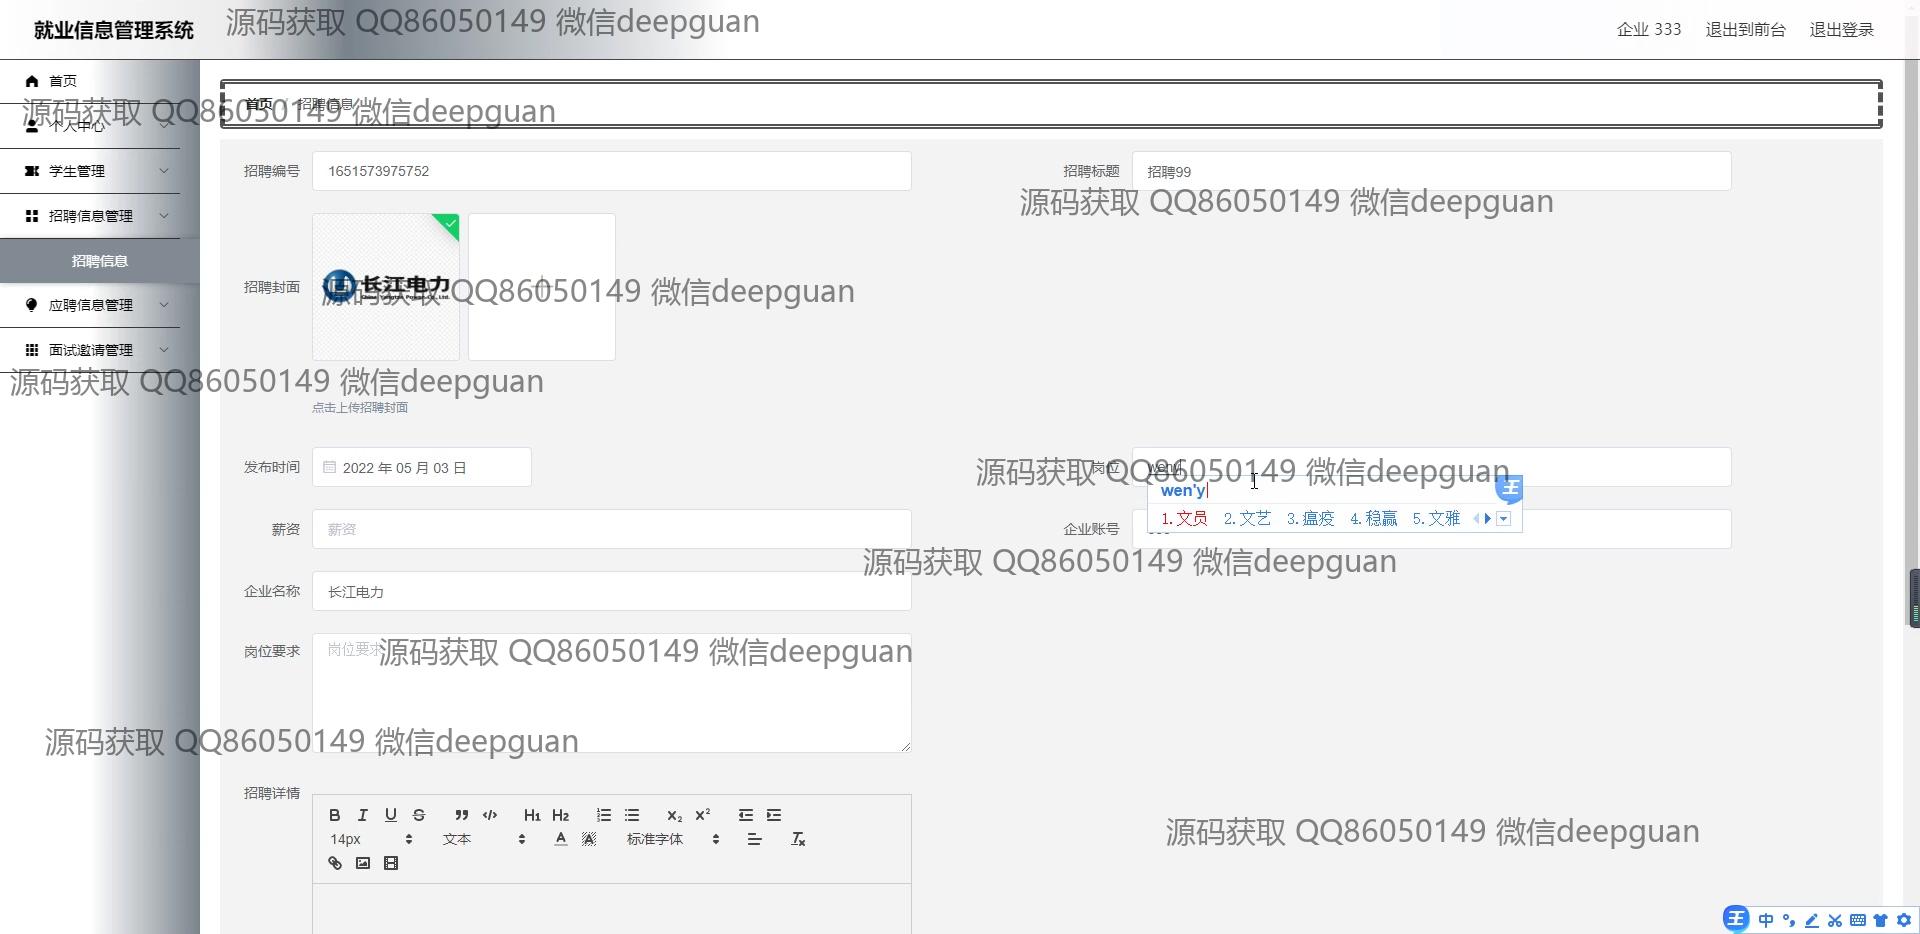 就业信息管理系统
源码获取 QQ86050149 微信deepguan
企业 333 退出到前台 退出登录
首页
首页 / 招聘信息
源码获取 QQ86050149 微信deepguan
个人中心
学生管理
招聘编号 1651573975752
招聘标题 招聘99
源码获取 QQ86050149 微信deepguan
招聘信息管理
招聘信息
招聘封面
长江电力
源码获取 QQ86050149 微信deepguan
应聘信息管理
面试邀请管理
源码获取 QQ86050149 微信deepguan
点击上传招聘封面
发布时间 2022 年 05 月 03 日
岗位 weny
源码获取 QQ86050149 微信deepguan
wen'y
1.文员 2.文艺 3.瘟疫 4.稳赢 5.文雅
薪资 薪资
企业账号
源码获取 QQ86050149 微信deepguan
企业名称 长江电力
岗位要求 岗位要求
源码获取 QQ86050149 微信deepguan
源码获取 QQ86050149 微信deepguan
招聘详情
B I U S H1 H2 x2 x2
14px 文本 A A 标准字体 Tx
源码获取 QQ86050149 微信deepguan
王 中